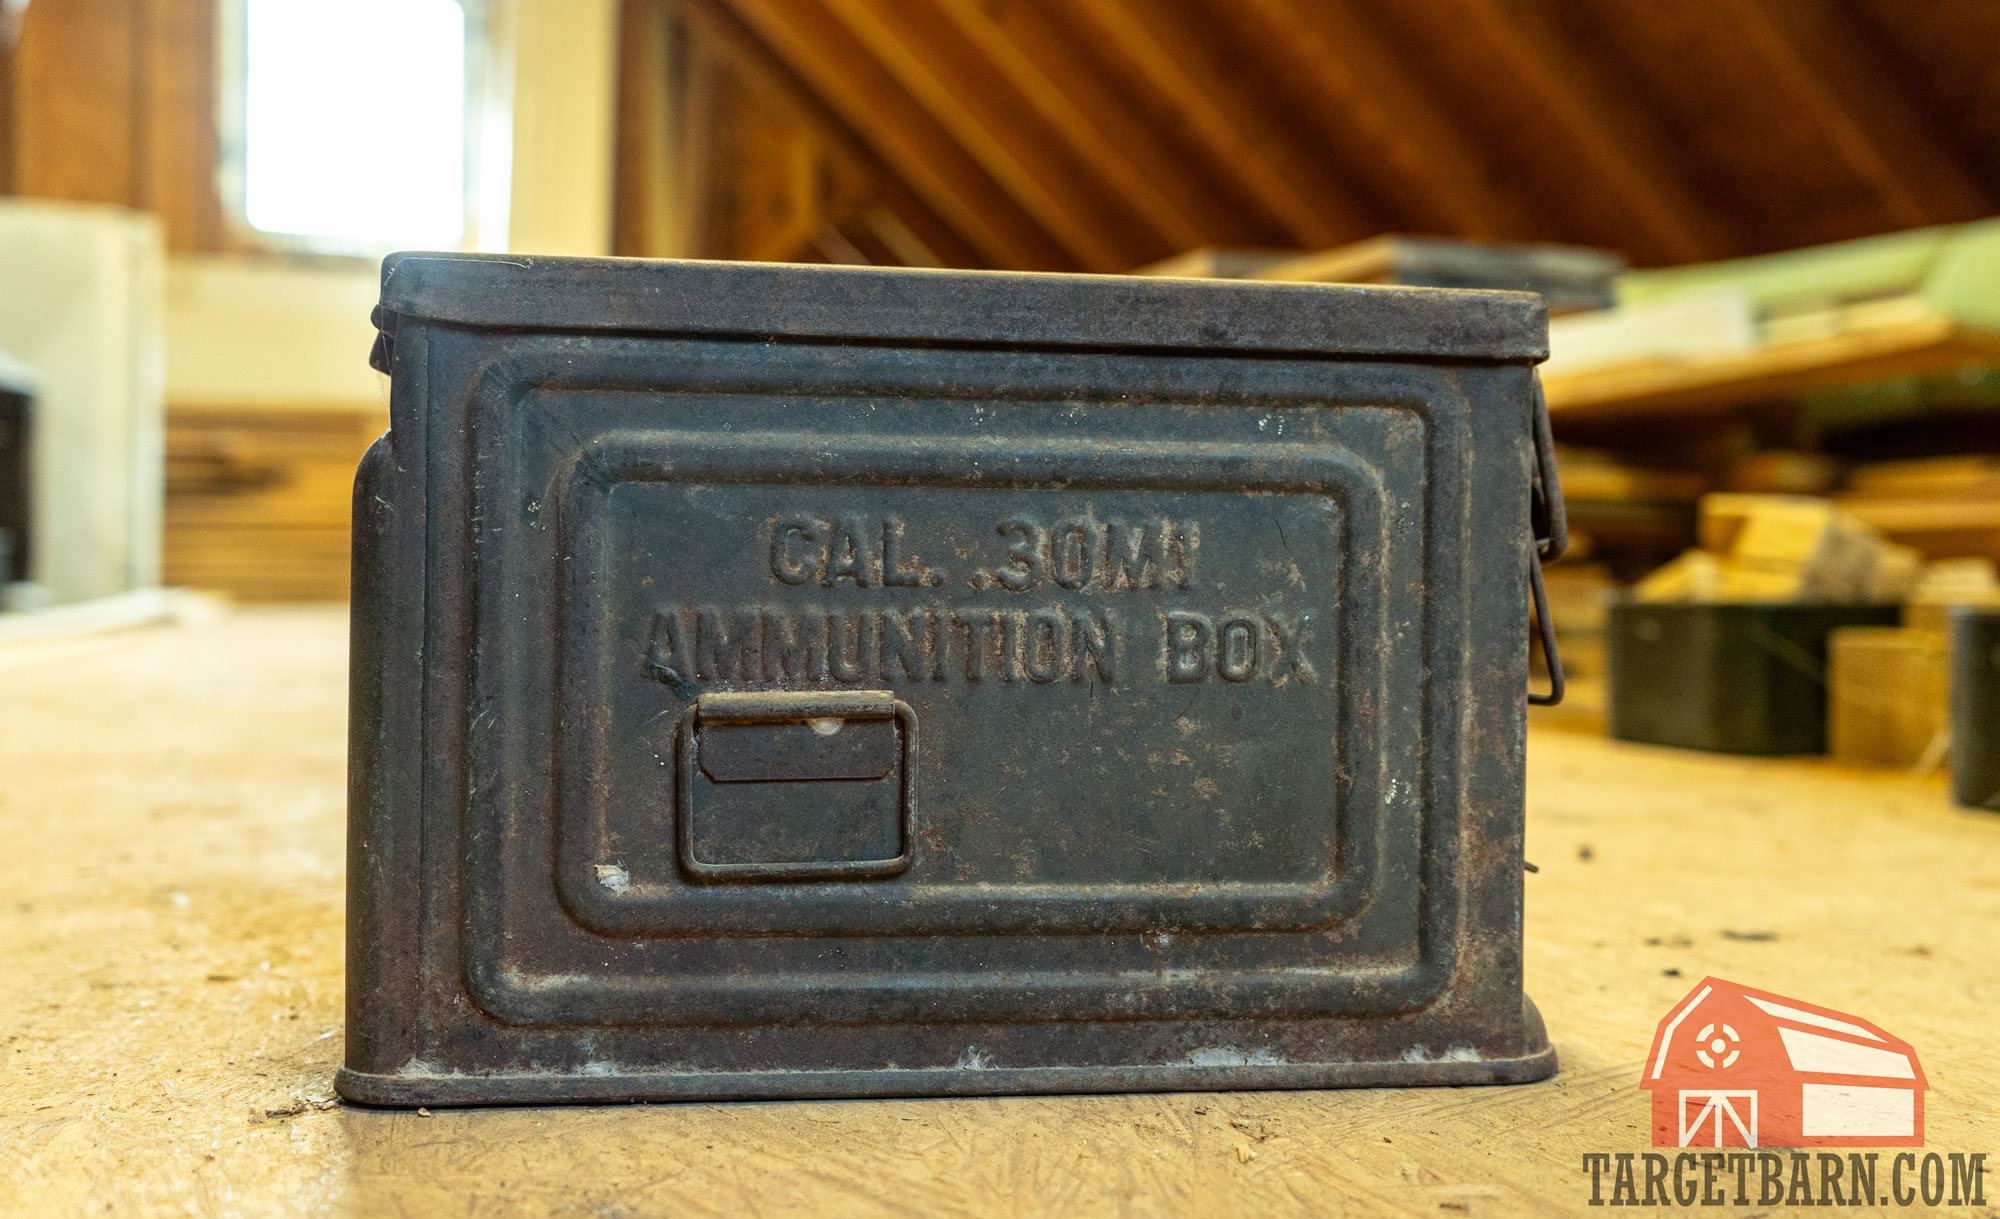 CAL. .30M1
AMMUNITION BOX
TARGETBARN.COM